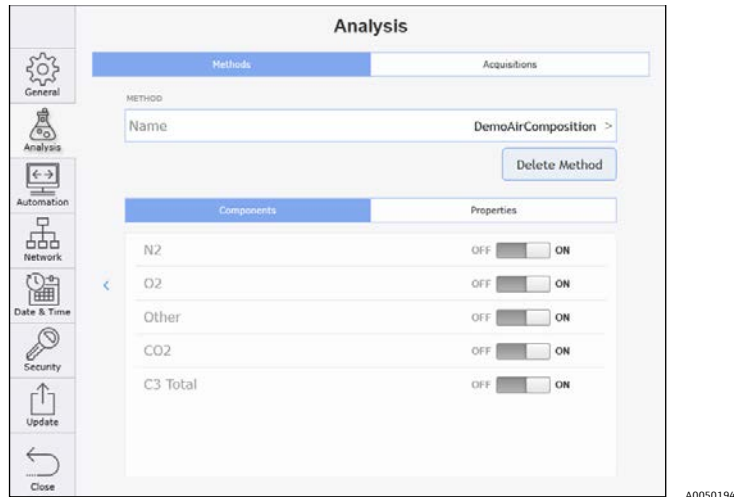 Analysis
General
Analysis
Automation
Network
Date & Time
Security
Update
Close
Methods Acquisitions
METHOD
Name DemoAirComposition >
Delete Method
Components Properties
N2 OFF ON
O2 OFF ON
Other OFF ON
CO2 OFF ON
C3 Total OFF ON
A005019A